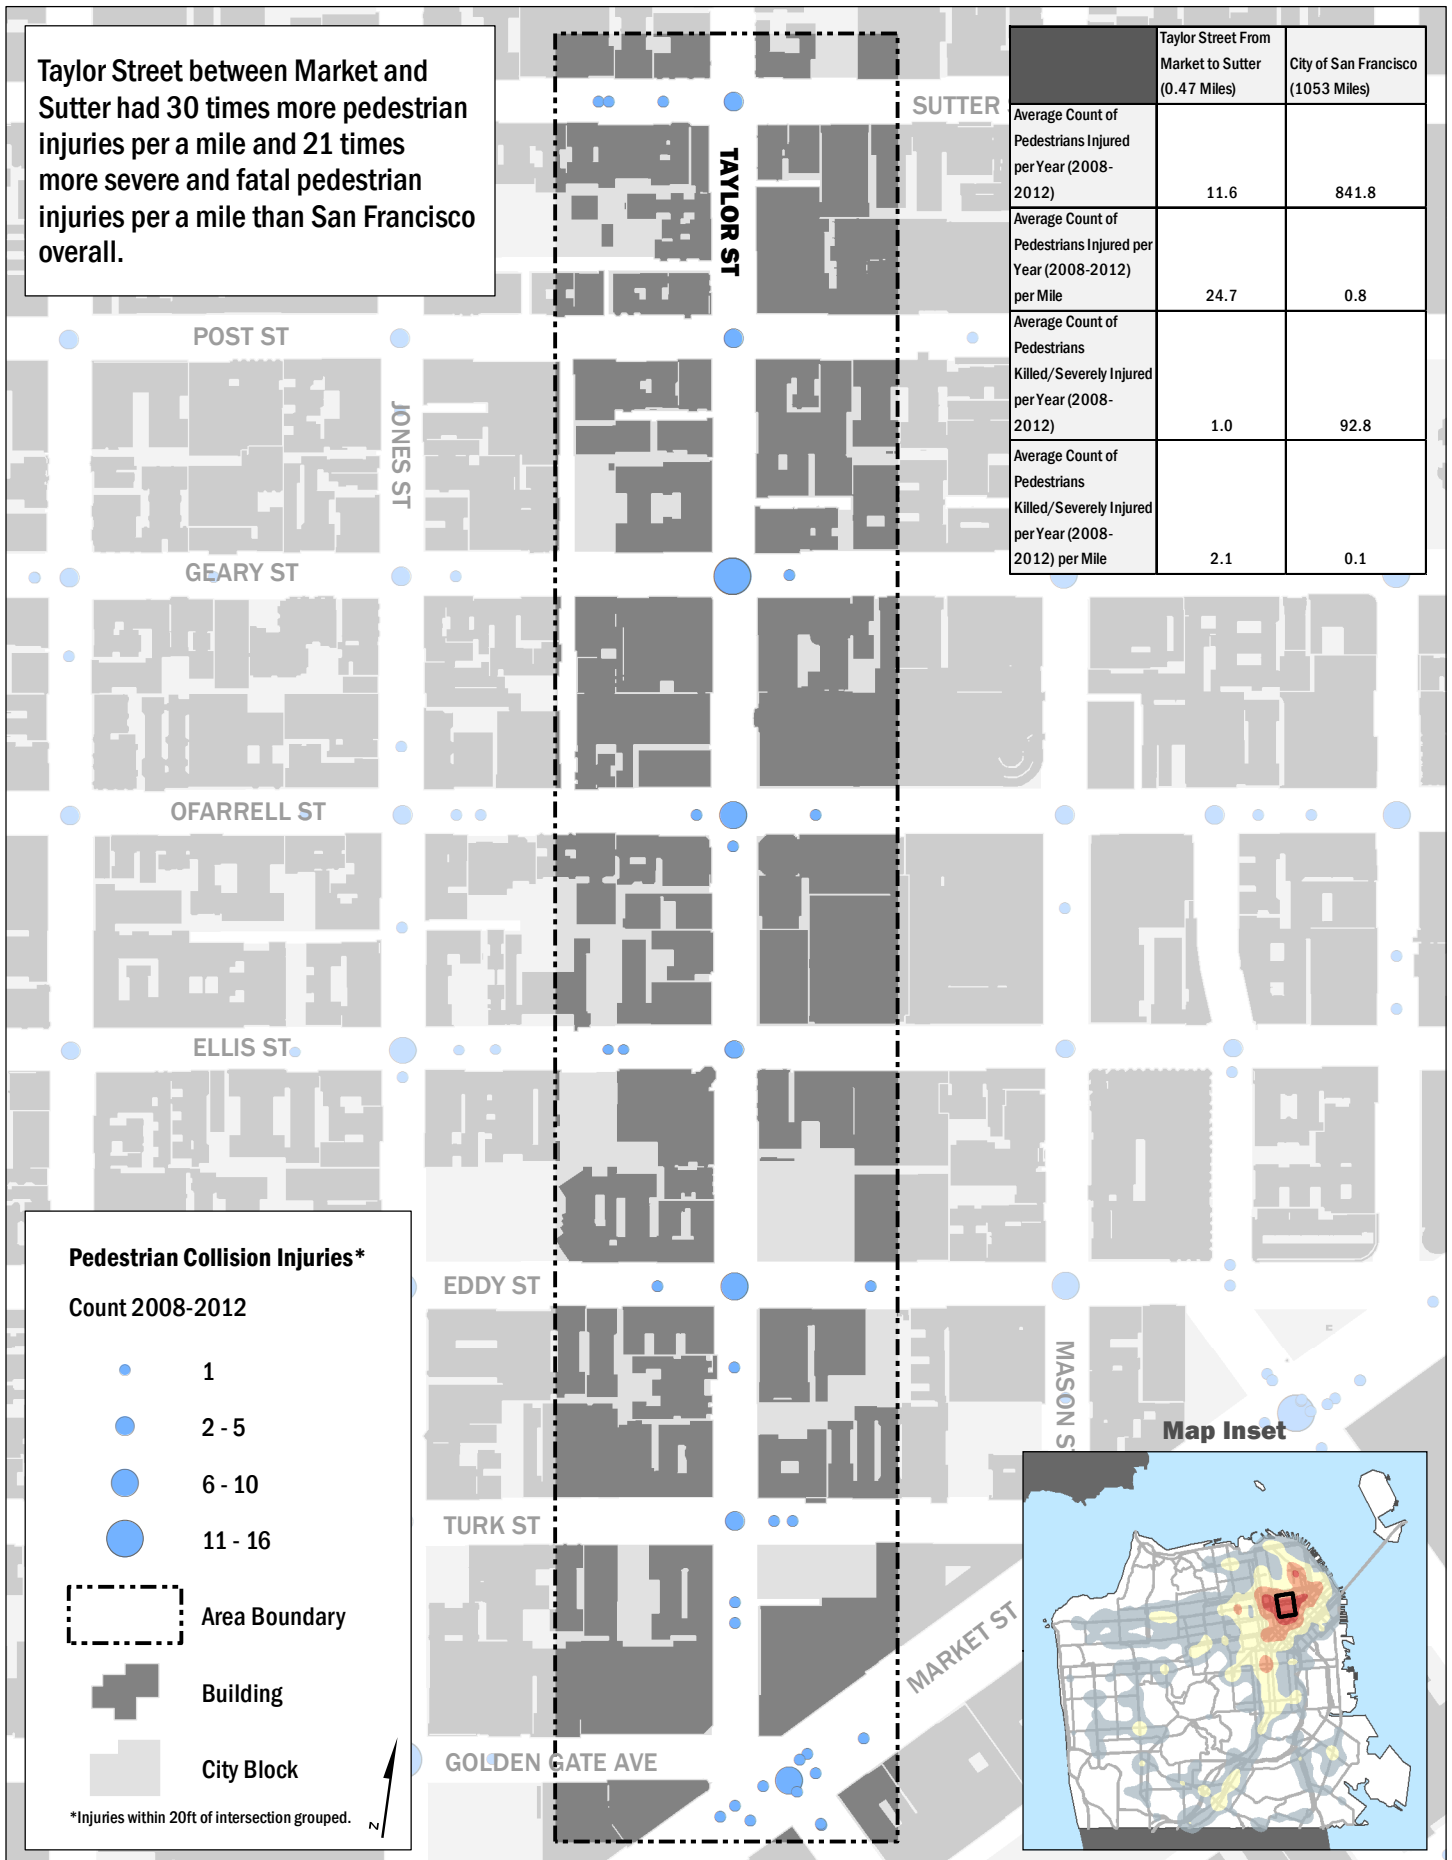 Taylor Street between Market and
Sutter had 30 times more pedestrian
injuries per a mile and 21 times
more severe and fatal pedestrian
injuries per a mile than San Francisco
overall.
Taylor Street From
Market to Sutter
(0.47 Miles)
City of San Francisco
(1053 Miles)
Average Count of
Pedestrians Injured
per Year (2008-
2012)
11.6
841.8
Average Count of
Pedestrians Injured per
Year (2008-2012)
per Mile
24.7
0.8
Average Count of
Pedestrians
Killed/Severely Injured
per Year (2008-
2012)
1.0
92.8
Average Count of
Pedestrians
Killed/Severely Injured
per Year (2008-
2012) per Mile
2.1
0.1
SUTTER
TAYLOR ST
POST ST
JONES ST
GEARY ST
OFARRELL ST
ELLIS ST
EDDY ST
MASON S
TURK ST
MARKET ST
GOLDEN GATE AVE
Pedestrian Collision Injuries*
Count 2008-2012
1
2 - 5
6 - 10
11 - 16
Area Boundary
Building
City Block
*Injuries within 20ft of intersection grouped.
N
Map Inset